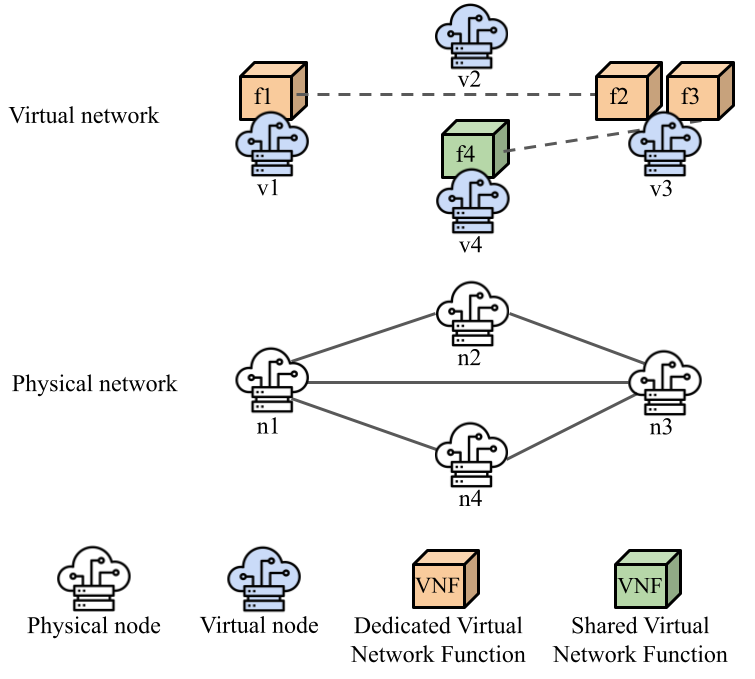 v2
f1
f2
f3
Virtual network
f4
v1
v3
v4
n2
Physical network
n1
n3
n4
VNF
VNF
Physical node
Virtual node
Dedicated Virtual
Network Function
Shared Virtual
Network Function